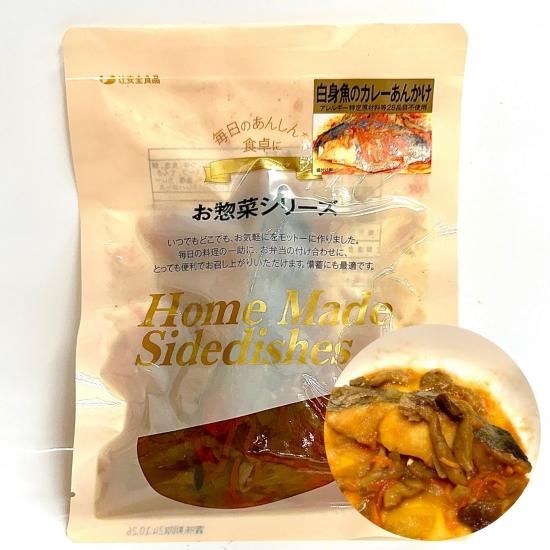 辻安全食品
白身魚のカレーあんかけ
アレルギー特定原材料等28品目不使用
毎日のあんしん
食卓に
お惣菜シリーズ
いつでもどこでも、お気軽にをモットーに作りました。
毎日の料理の一助に、お弁当の付け合わせに、
とっても便利でお召し上がりいただけます。備蓄にも最適です。
Home Made
Sidedishes